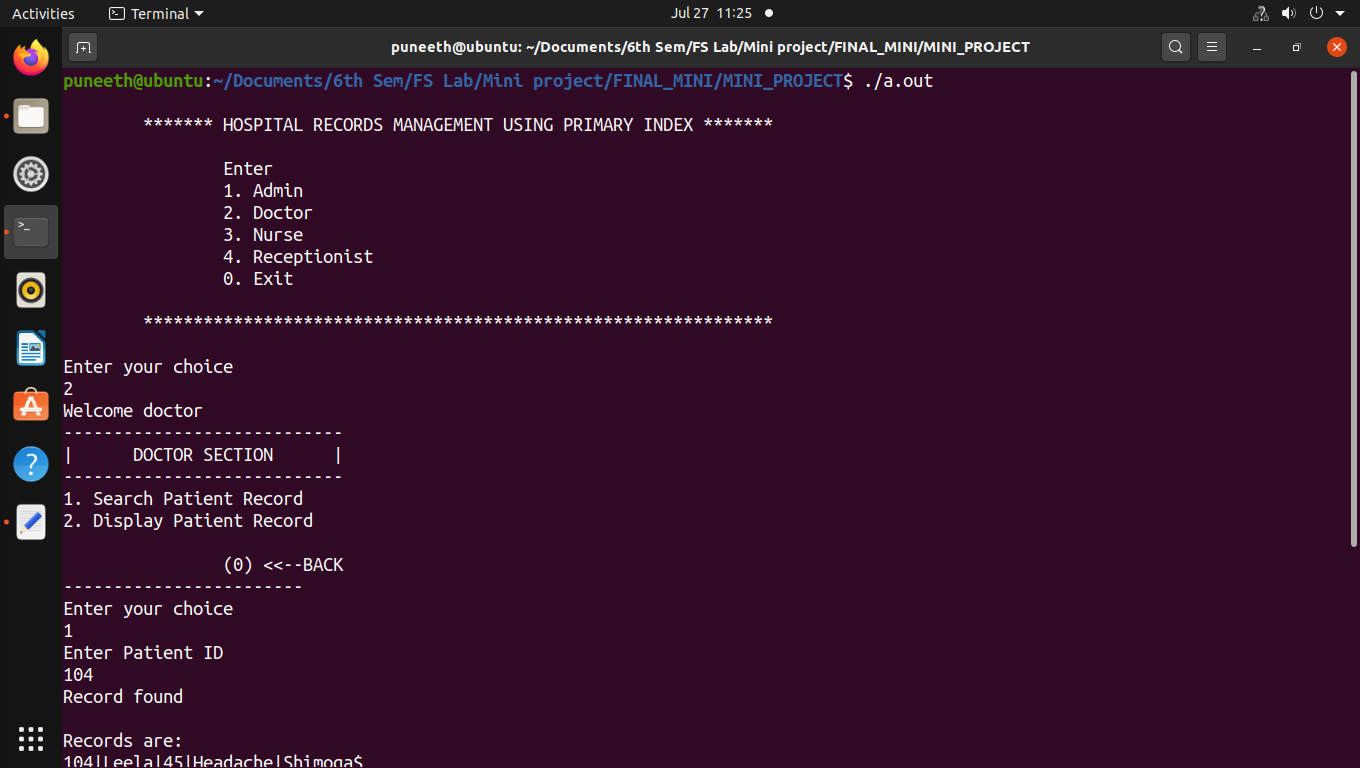 Activities Terminal Jul 27 11:25
puneeth@ubuntu: ~/Documents/6th Sem/FS Lab/Mini project/FINAL_MINI/MINI_PROJECT
puneeth@ubuntu:~/Documents/6th Sem/FS Lab/Mini project/FINAL_MINI/MINI_PROJECT$ ./a.out
******* HOSPITAL RECORDS MANAGEMENT USING PRIMARY INDEX *******
Enter
1. Admin
2. Doctor
3. Nurse
4. Receptionist
0. Exit
***************************************************************
Enter your choice
2
Welcome doctor
----------------------------
| DOCTOR SECTION |
----------------------------
1. Search Patient Record
2. Display Patient Record
(0) <<--BACK
------------------------
Enter your choice
1
Enter Patient ID
104
Record found
Records are:
104|Leela|45|Headache|Shimoga$